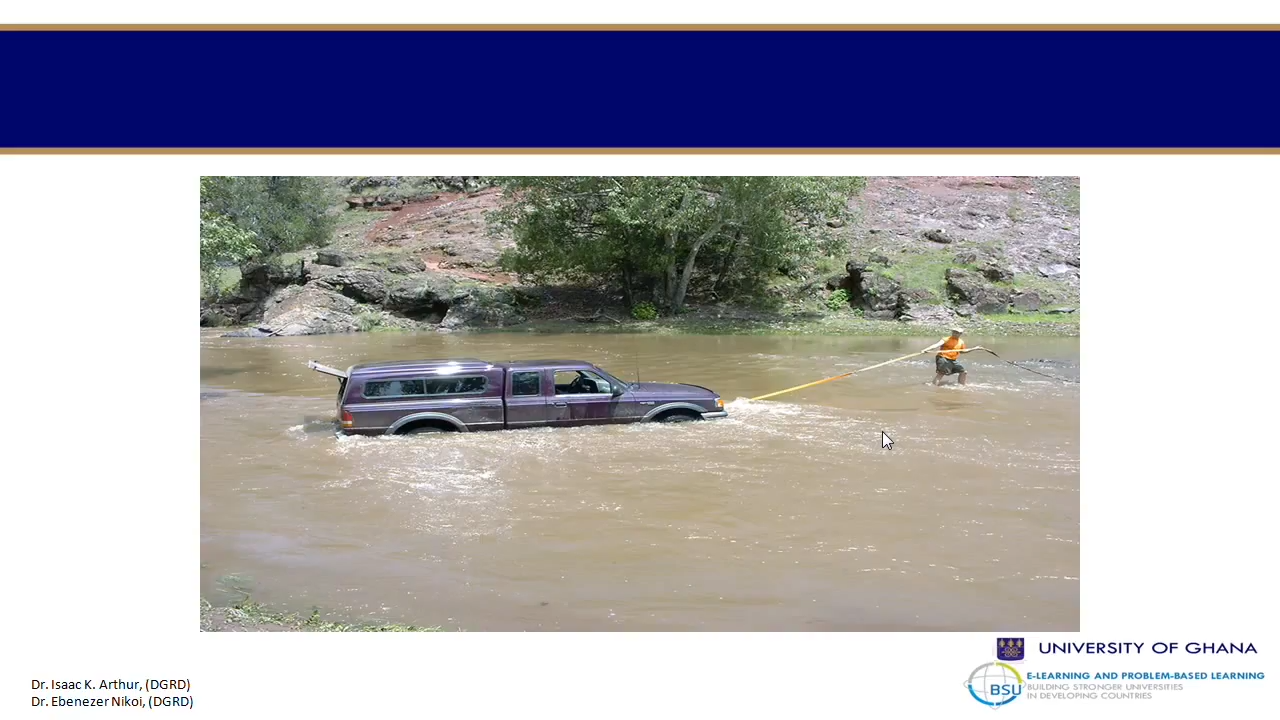 UNIVERSITY OF GHANA
E-LEARNING AND PROBLEM-BASED LEARNING
BSU
BUILDING STRONGER UNIVERSITIES
IN DEVELOPING COUNTRIES
Dr. Isaac K. Arthur, (DGRD)
Dr. Ebenezer Nikoi, (DGRD)